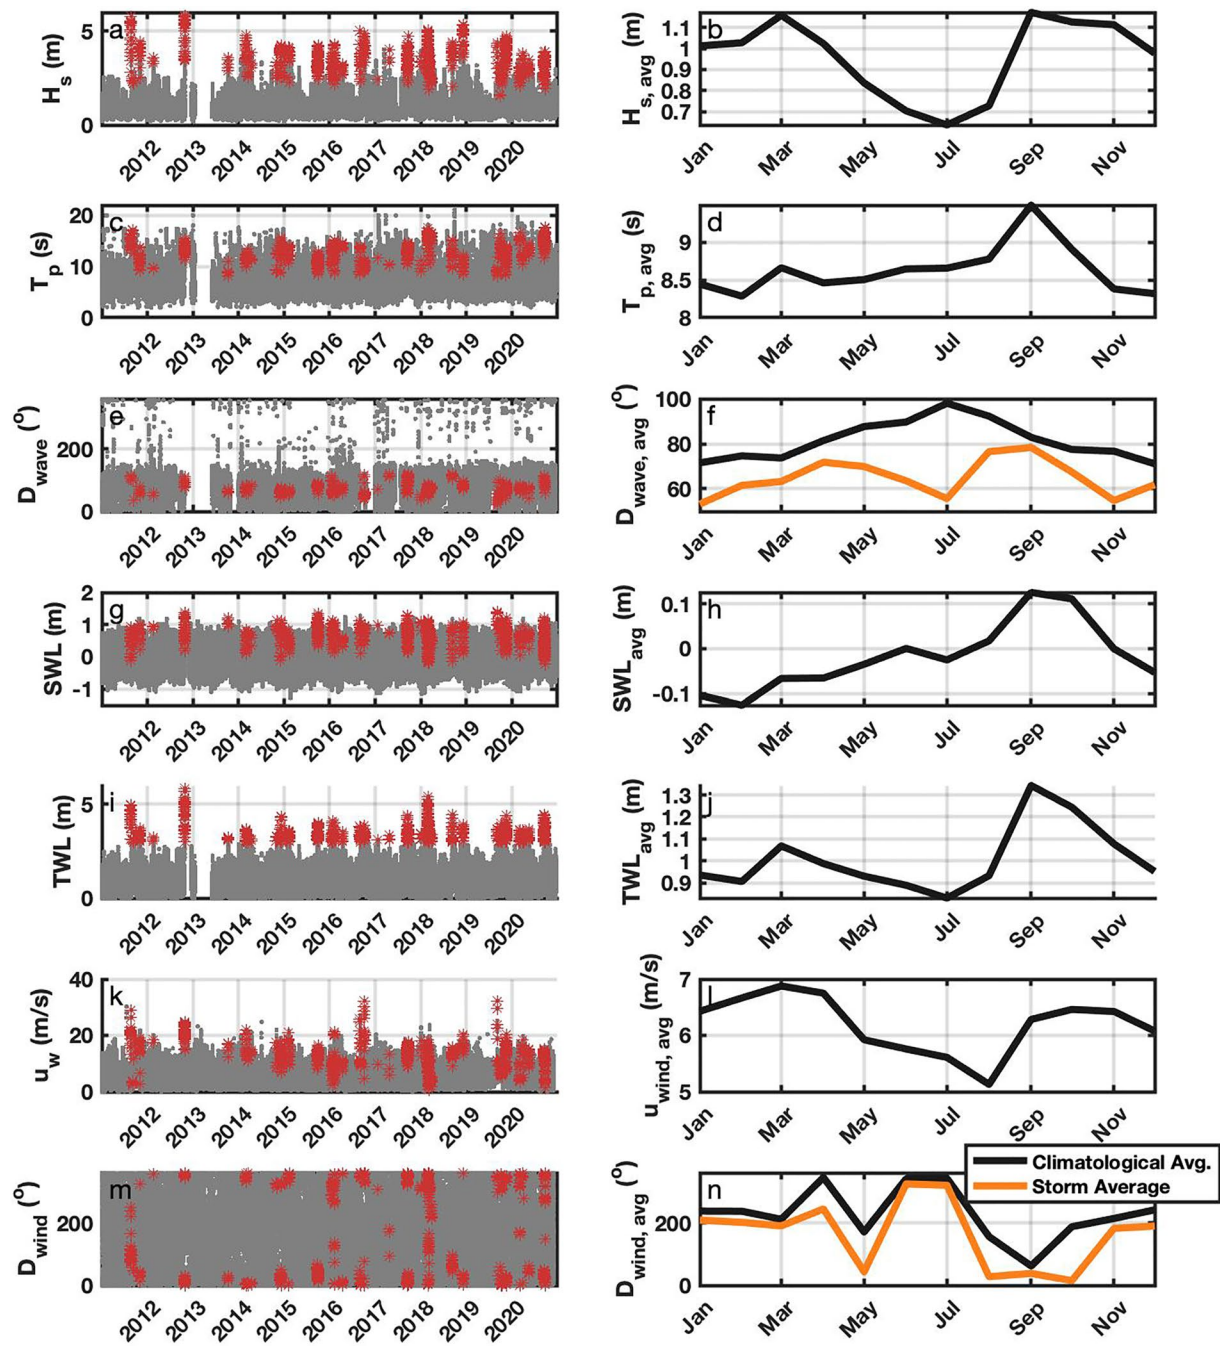 a
H_s (m)
5
0
2012 2013 2014 2015 2016 2017 2018 2019 2020
b
H_s, avg (m)
1.1
1
0.9
0.8
0.7
Jan Mar May Jul Sep Nov
c
T_p (s)
20
10
0
2012 2013 2014 2015 2016 2017 2018 2019 2020
d
T_p, avg (s)
9
8.5
8
Jan Mar May Jul Sep Nov
e
D_wave (°)
200
0
2012 2013 2014 2015 2016 2017 2018 2019 2020
f
D_wave, avg (°)
100
80
60
Jan Mar May Jul Sep Nov
g
SWL (m)
2
1
0
-1
2012 2013 2014 2015 2016 2017 2018 2019 2020
h
SWL_avg (m)
0.1
0
-0.1
Jan Mar May Jul Sep Nov
i
TWL (m)
5
0
2012 2013 2014 2015 2016 2017 2018 2019 2020
j
TWL_avg (m)
1.3
1.2
1.1
1
0.9
Jan Mar May Jul Sep Nov
k
u_w (m/s)
40
20
0
2012 2013 2014 2015 2016 2017 2018 2019 2020
l
u_wind, avg (m/s)
7
6
5
Jan Mar May Jul Sep Nov
m
D_wind (°)
200
0
2012 2013 2014 2015 2016 2017 2018 2019 2020
n
D_wind, avg (°)
200
0
Jan Mar May Jul Sep Nov
Climatological Avg.
Storm Average